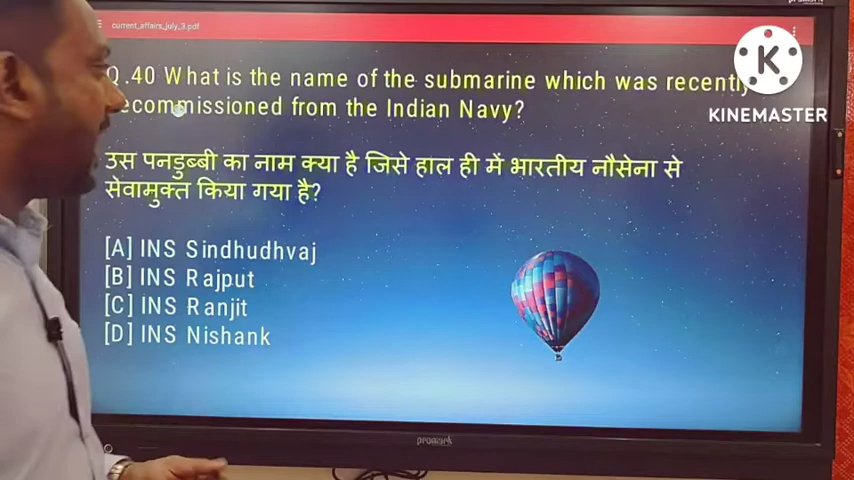 current_affairs_july_3.pdf
Q.40 What is the name of the submarine which was recently
ecommissioned from the Indian Navy?
उस पनडुब्बी का नाम क्या है जिसे हाल ही में भारतीय नौसेना से
सेवामुक्त किया गया है?
[A] INS Sindhudhvaj
[B] INS Rajput
[C] INS Ranjit
[D] INS Nishank
K
KINEMASTER
promark